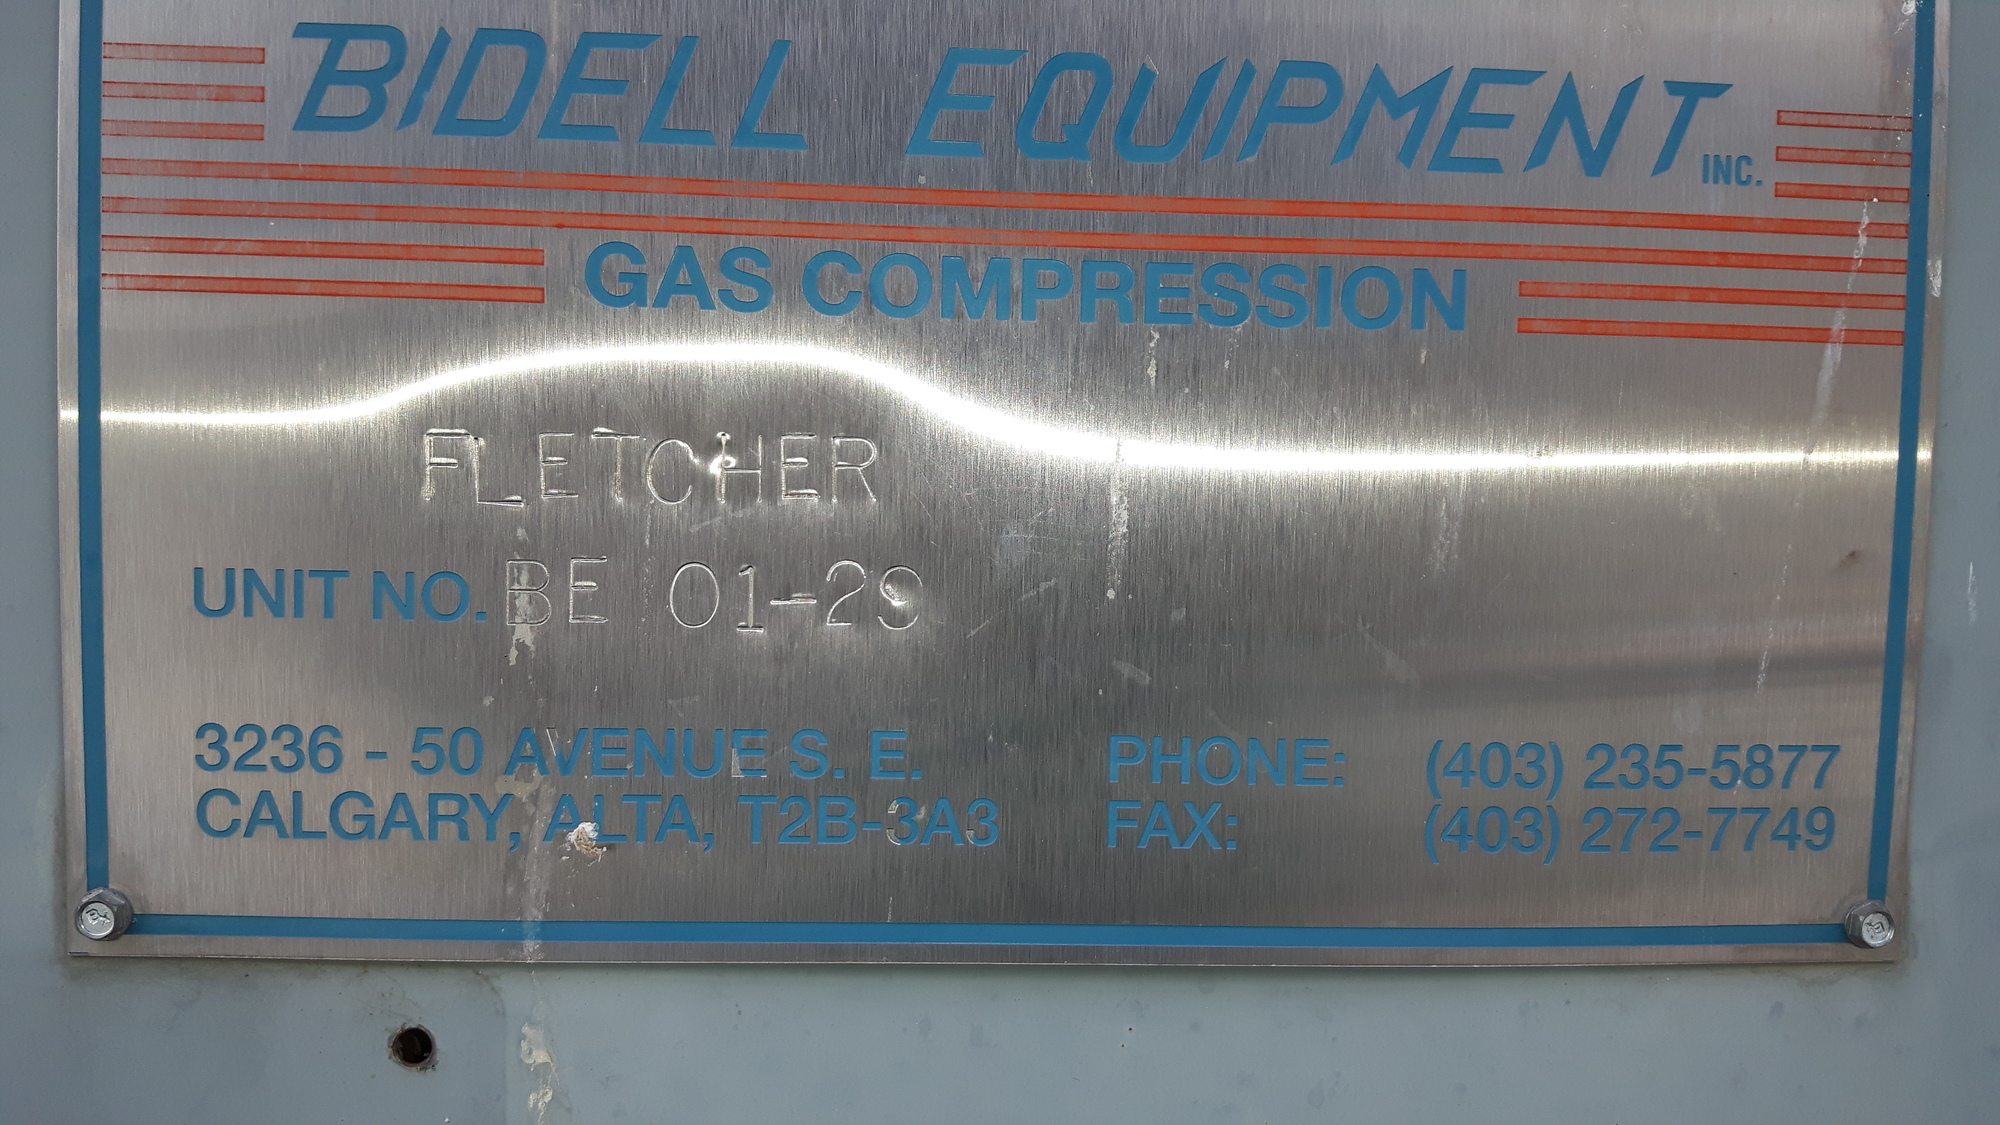 BIDELL EQUIPMENT INC.
GAS COMPRESSION
FLETCHER
UNIT NO. BE 01-29
3236 - 50 AVENUE S. E.
CALGARY, ALTA, T2B-3A3
PHONE: (403) 235-5877
FAX: (403) 272-7749